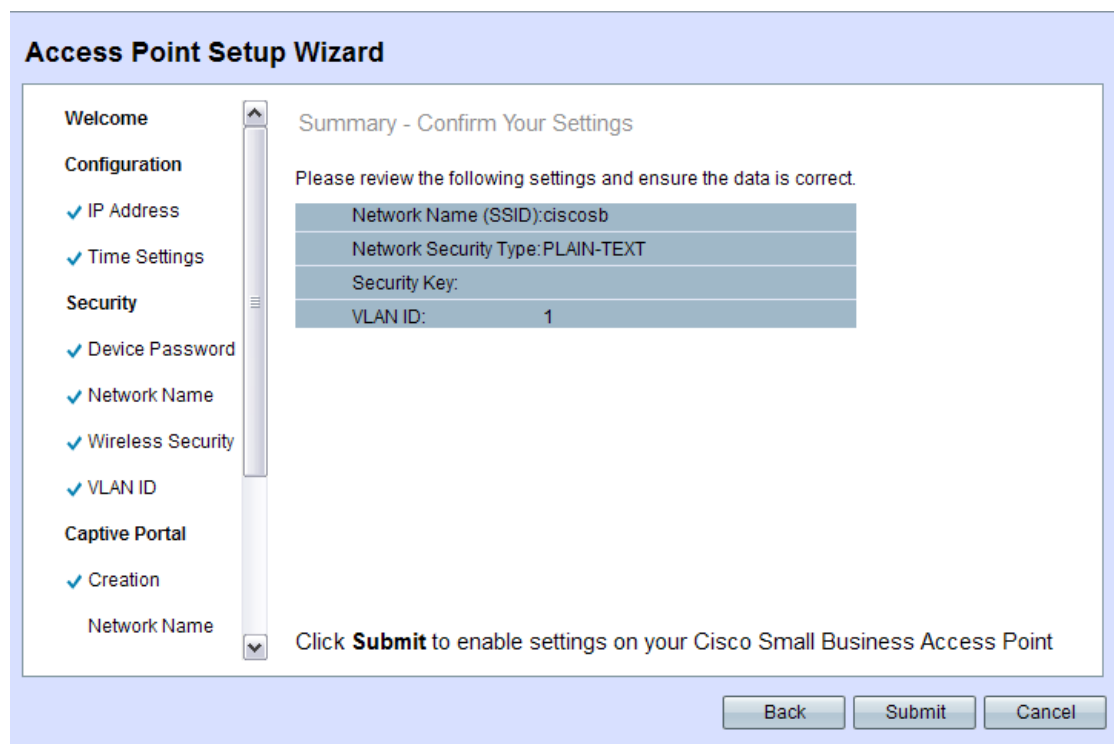 Access Point Setup Wizard
Welcome
Configuration
IP Address
Time Settings
Security
Device Password
Network Name
Wireless Security
VLAN ID
Captive Portal
Creation
Network Name
Summary - Confirm Your Settings
Please review the following settings and ensure the data is correct.
Network Name (SSID):ciscosb
Network Security Type:PLAIN-TEXT
Security Key:
VLAN ID: 1
Click Submit to enable settings on your Cisco Small Business Access Point
Back Submit Cancel